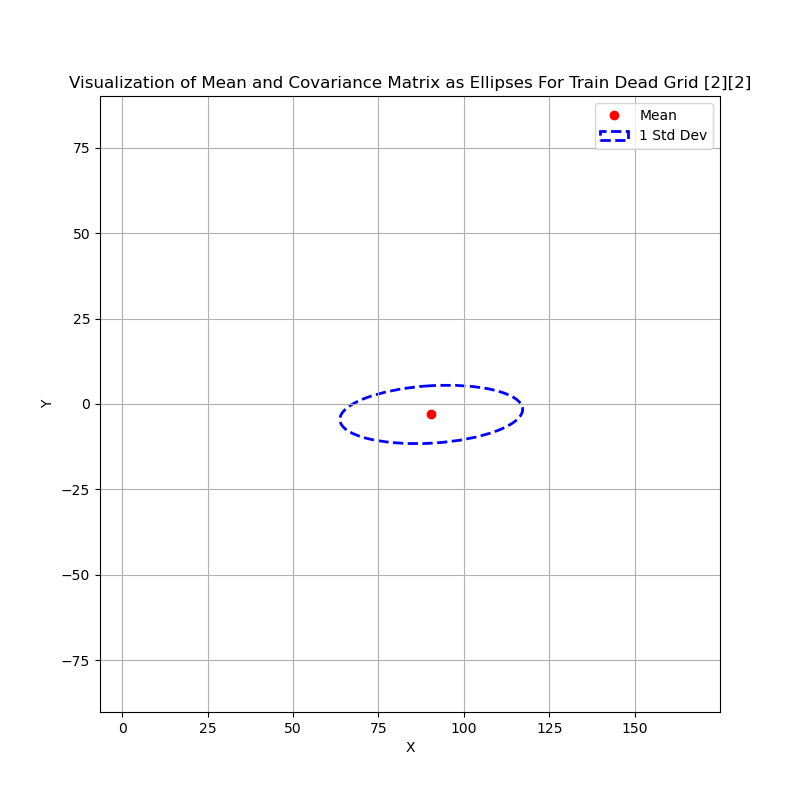 Visualization of Mean and Covariance Matrix as Ellipses For Train Dead Grid [2][2]
Mean
1 Std Dev
75
50
25
0
−25
−50
−75
Y
0 25 50 75 100 125 150
X